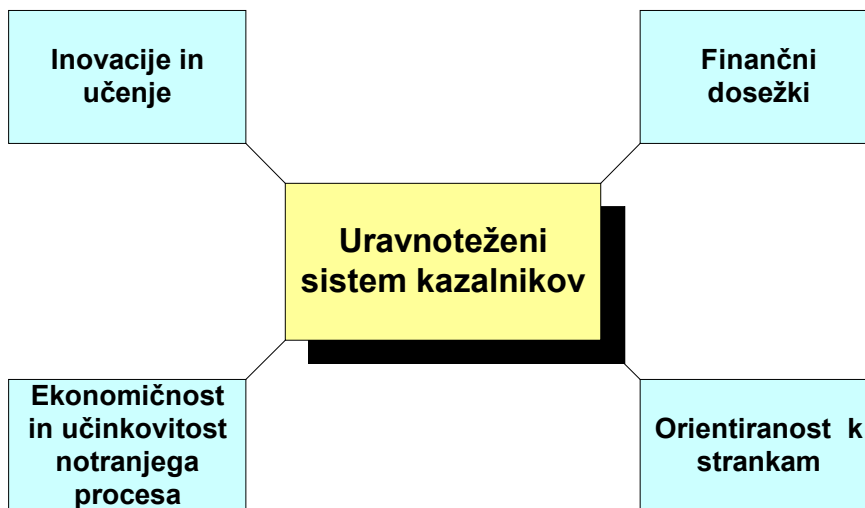 Inovacije in
učenje
Finančni
dosežki
Uravnoteženi
sistem kazalnikov
Ekonomičnost
in učinkovitost
notranjega
procesa
Orientiranost k
strankam